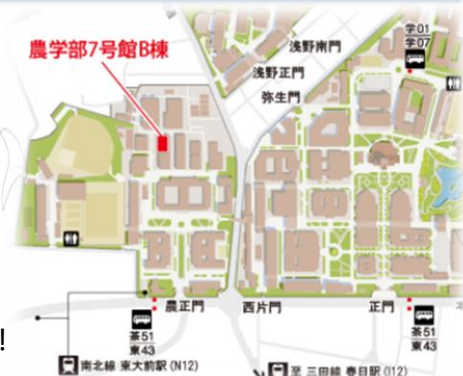 学01
学07
浅野南門
農学部7号館B棟
浅野正門
弥生門
農正門
西片門
正門
茶51
東43
茶51
東43
!
南北線 東大前駅(N12)
至 三田線 春日駅(I12)